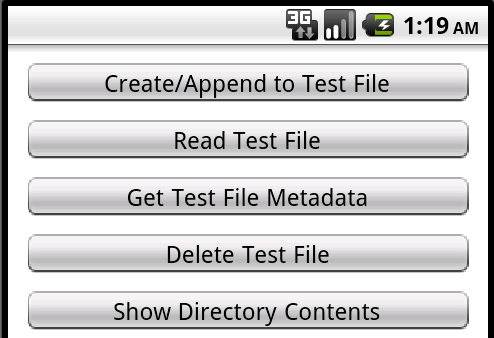 3G 1:19 AM
Create/Append to Test File
Read Test File
Get Test File Metadata
Delete Test File
Show Directory Contents